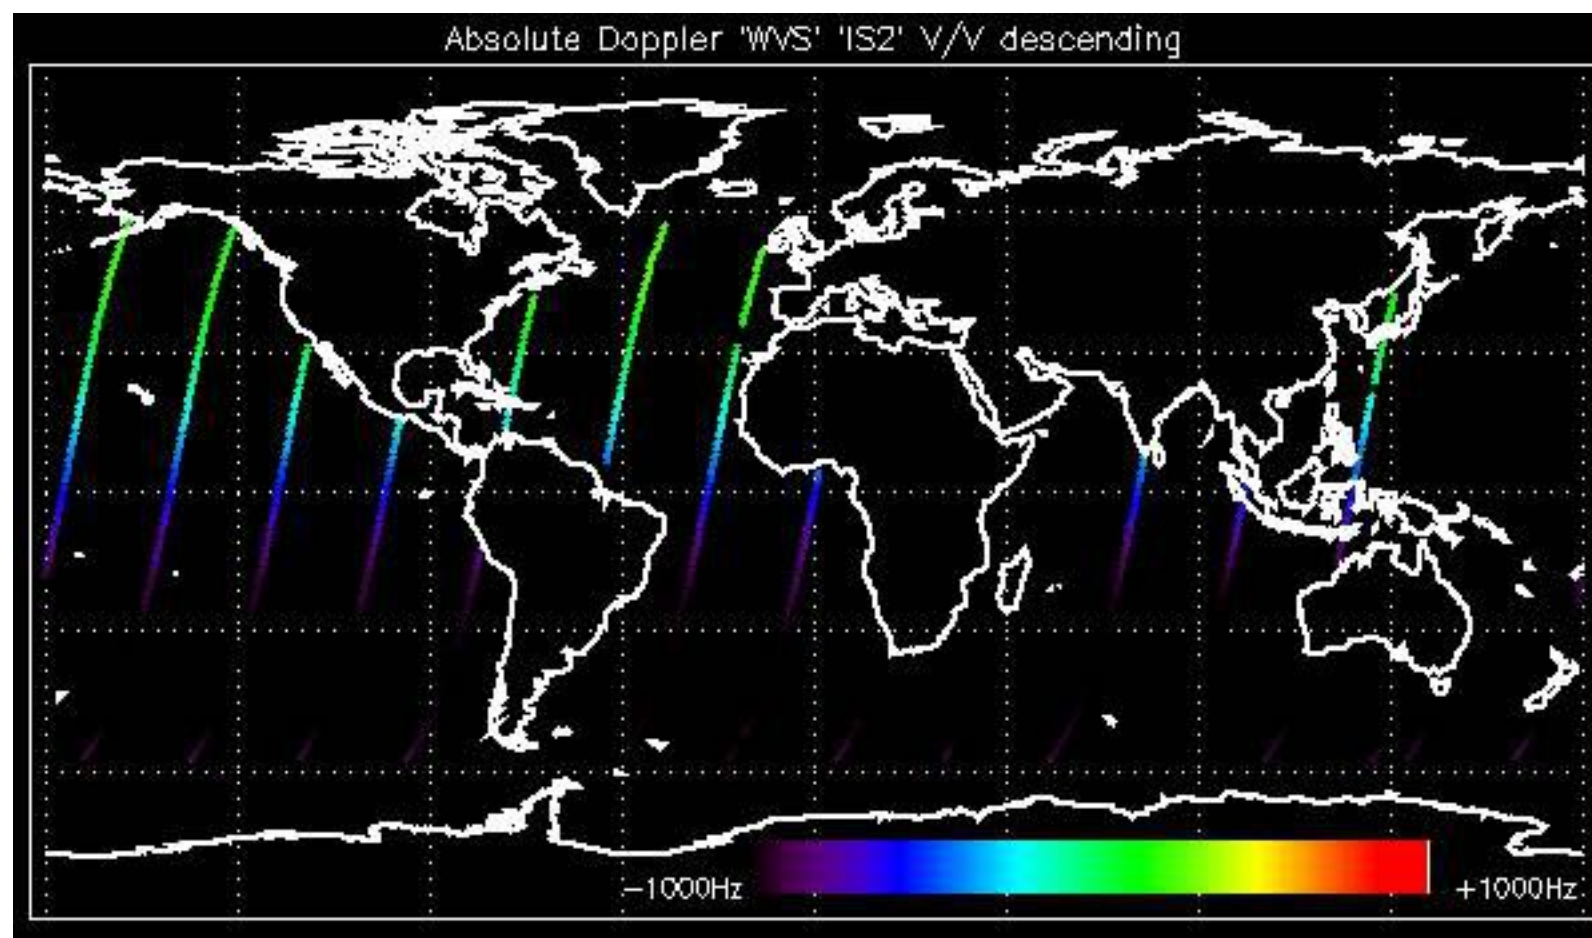 Absolute Doppler 'WVS' 'IS2' V/V descending
-1000Hz
+1000Hz